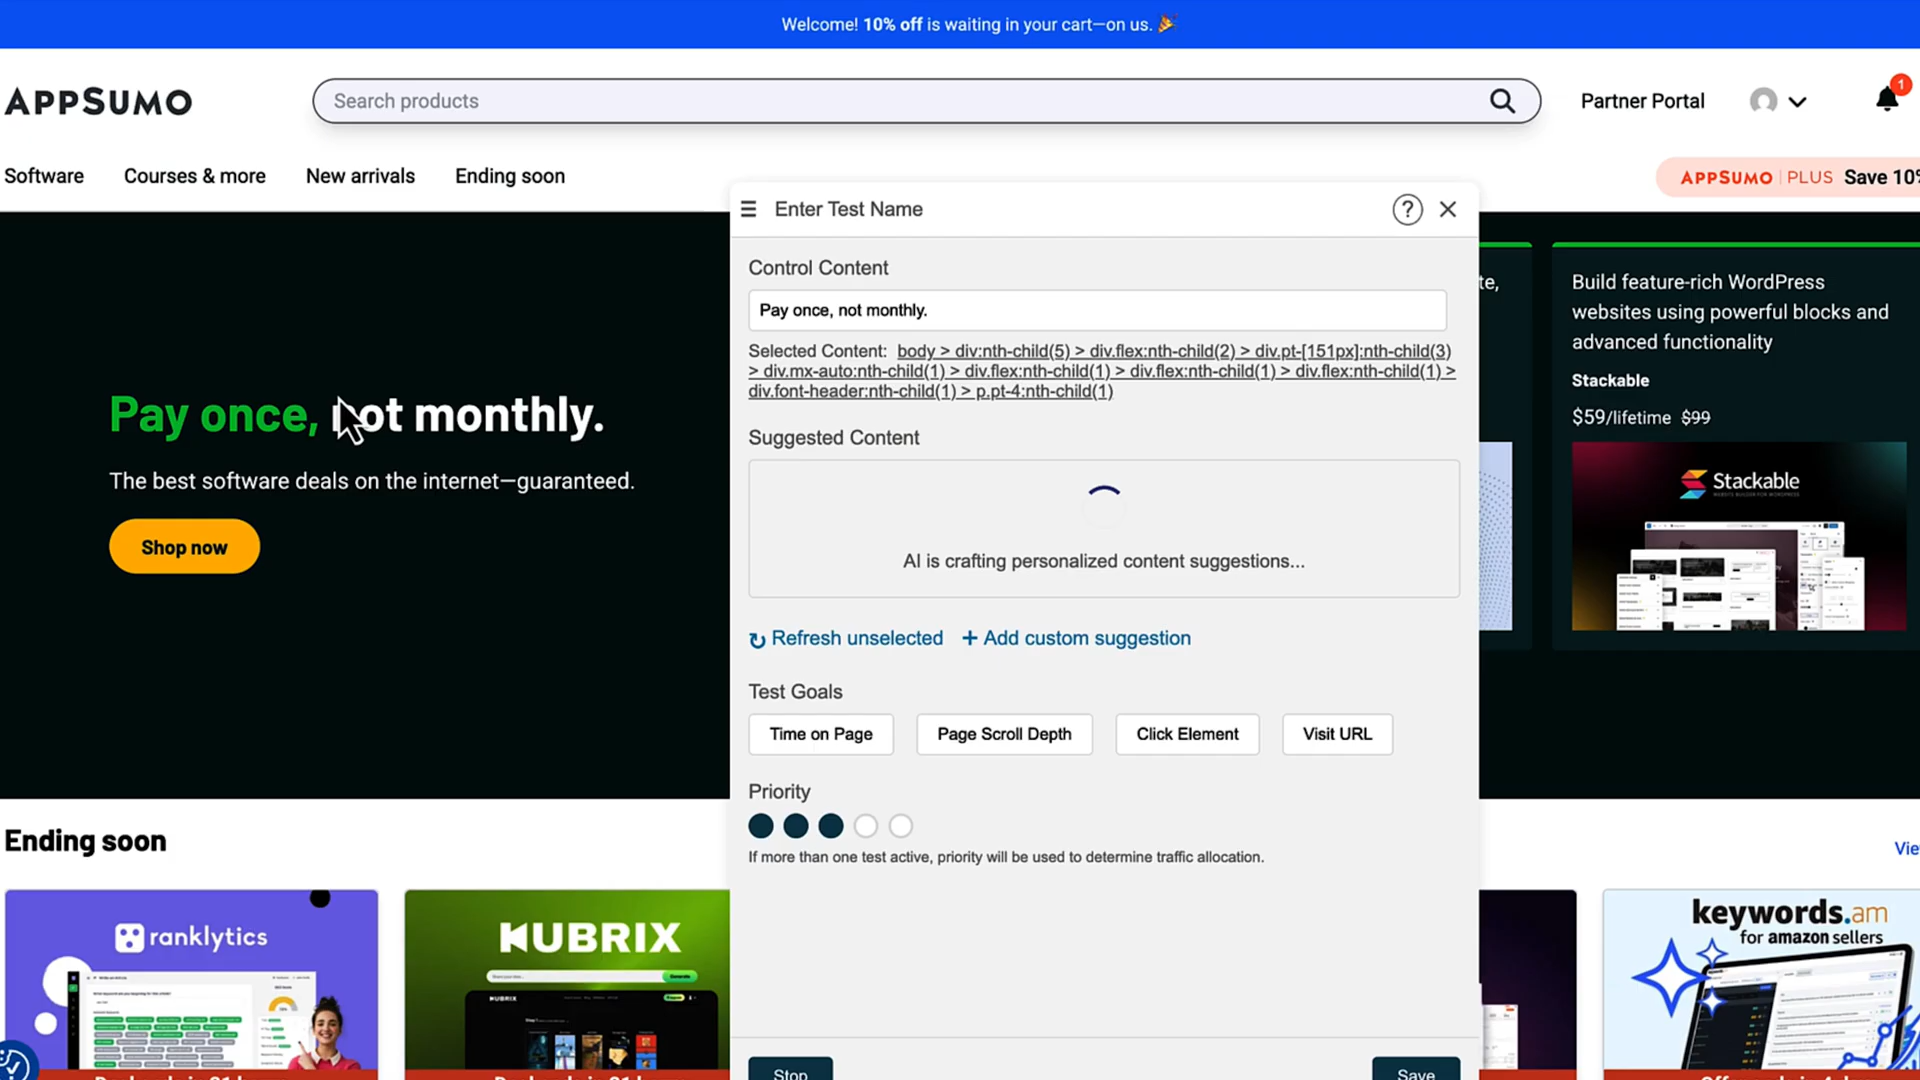 Welcome! 10% off is waiting in your cart—on us. 🎉
APPSUMO
Search products
Partner Portal
1
Software
Courses & more
New arrivals
Ending soon
APPSUMO | PLUS Save 10%
Pay once, not monthly.
The best software deals on the internet—guaranteed.
Shop now
Enter Test Name
?
Control Content
Pay once, not monthly.
Selected Content: body > div:nth-child(5) > div.flex:nth-child(2) > div.pt-[151px]:nth-child(3)
> div.mx-auto:nth-child(1) > div.flex:nth-child(1) > div.flex:nth-child(1) > div.flex:nth-child(1) >
div.font-header:nth-child(1) > p.pt-4:nth-child(1)
Suggested Content
AI is crafting personalized content suggestions...
Refresh unselected
+ Add custom suggestion
Test Goals
Time on Page
Page Scroll Depth
Click Element
Visit URL
Priority
If more than one test active, priority will be used to determine traffic allocation.
Stop
Save
te,
Build feature-rich WordPress
websites using powerful blocks and
advanced functionality
Stackable
$59/lifetime $99
Stackable
Ending soon
Vie
ranklytics
KUBRIX
KUBRIX
keywords.am
for amazon sellers